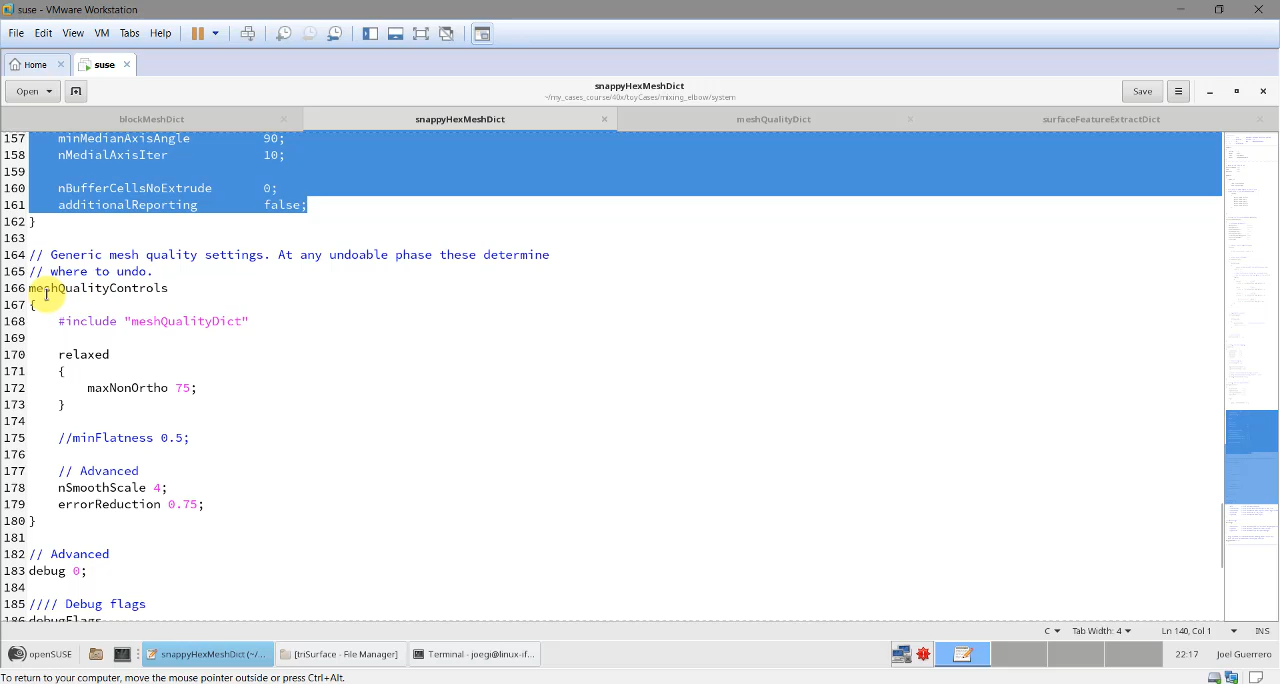 suse - VMware Workstation
File Edit View VM Tabs Help
Home suse
Open snappyHexMeshDict Save
~/my_cases_course/40x/toyCases/mixing_elbow/system
blockMeshDict snappyHexMeshDict meshQualityDict surfaceFeatureExtractDict
157 minMedianAxisAngle 90;
158 nMedialAxisIter 10;
160 nBufferCellsNoExtrude 0;
161 additionalReporting false;
162 }
163
164 // Generic mesh quality settings. At any undoable phase these determine
165 // where to undo.
166 meshQualityControls
167 {
168 #include "meshQualityDict"
169
170 relaxed
171 {
172 maxNonOrtho 75;
173 }
174
175 //minFlatness 0.5;
176
177 // Advanced
178 nSmoothScale 4;
179 errorReduction 0.75;
180 }
181
182 // Advanced
183 debug 0;
184
185 //// Debug flags
186 debugFlags
C Tab Width: 4 Ln 140, Col 1 INS
openSUSE snappyHexMeshDict (~/... [triSurface - File Manager] Terminal - joegi@linux-if... 22:17 Joel Guerrero
To return to your computer, move the mouse pointer outside or press Ctrl+Alt.